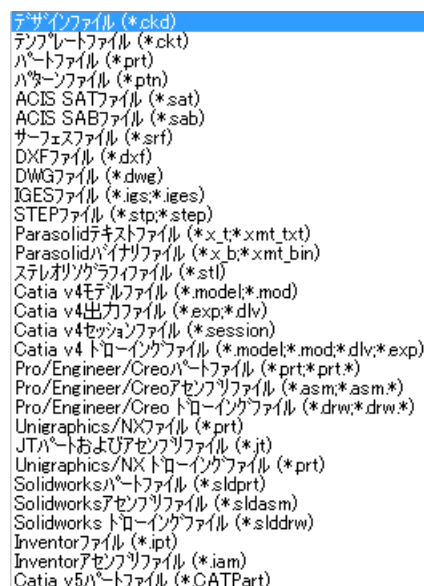 デザインファイル (*.ckd)
テンプレートファイル (*.ckt)
パートファイル (*.prt)
パターンファイル (*.ptn)
ACIS SATファイル (*.sat)
ACIS SABファイル (*.sab)
サーフェスファイル (*.srf)
DXFファイル (*.dxf)
DWGファイル (*.dwg)
IGESファイル (*.igs;*.iges)
STEPファイル (*.stp;*.step)
Parasolidテキストファイル (*.x_t;*.xmt_txt)
Parasolidバイナリファイル (*.x_b;*.xmt_bin)
ステレオリソグラフィファイル (*.stl)
Catia v4モデルファイル (*.model;*.mod)
Catia v4出力ファイル (*.exp;*.dlv)
Catia v4セッションファイル (*.session)
Catia v4 ドローイングファイル (*.model;*.mod;*.dlv;*.exp)
Pro/Engineer/Creoパートファイル (*.prt;*.prt.*)
Pro/Engineer/Creoアセンブリファイル (*.asm;*.asm.*)
Pro/Engineer/Creo ドローイングファイル (*.drw;*.drw.*)
Unigraphics/NXファイル (*.prt)
JTパートおよびアセンブリファイル (*.jt)
Unigraphics/NX ドローイングファイル (*.prt)
Solidworksパートファイル (*.sldprt)
Solidworksアセンブリファイル (*.sldasm)
Solidworks ドローイングファイル (*.slddrw)
Inventorファイル (*.ipt)
Inventorアセンブリファイル (*.iam)
Catia v5パートファイル (*.CATPart)